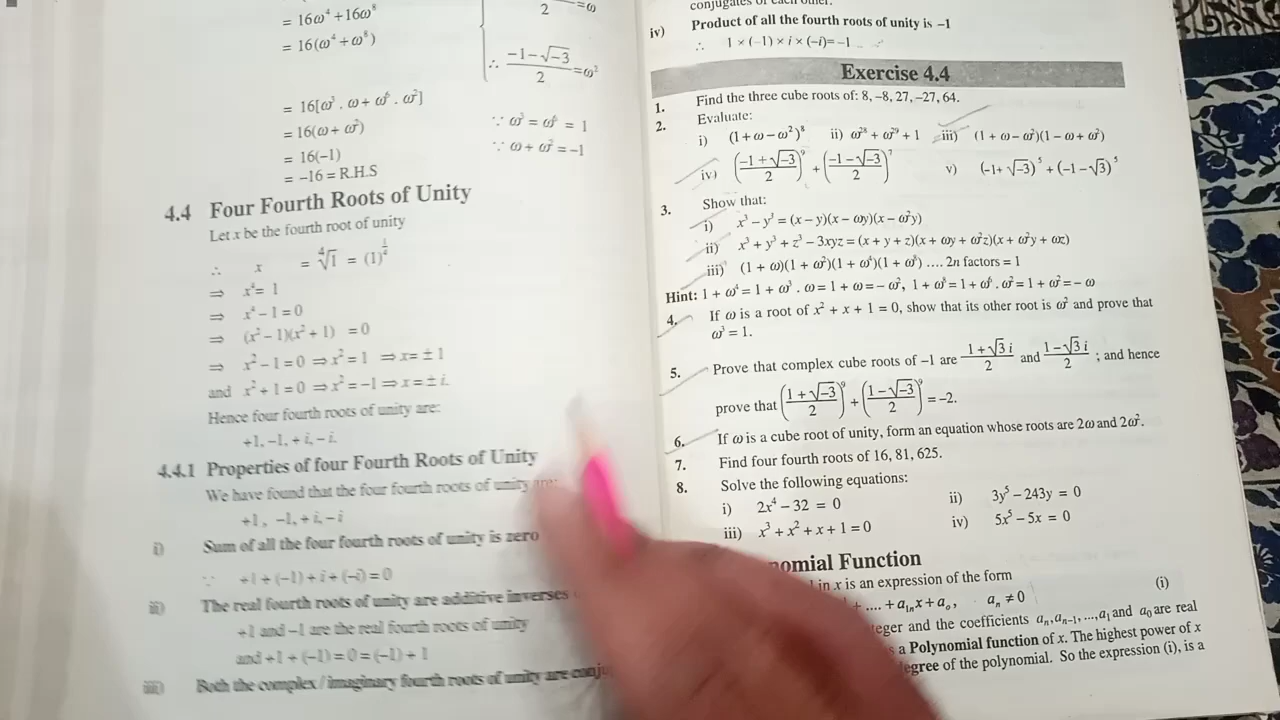 = 16ω⁴ + 16ω⁸
= 16(ω⁴ + ω⁸)
2 = ω
∴ (-1 - √-3)/2 = ω²
= 16[ω³ . ω + ω⁶ . ω²]
= 16(ω + ω²) ∵ ω³ = ω⁶ = 1
= 16(-1) ∵ ω + ω² = -1
= -16 = R.H.S
4.4 Four Fourth Roots of Unity
Let x be the fourth root of unity
∴ x = ⁴√1 = (1)^(1/4)
⇒ x⁴ = 1
⇒ x⁴ - 1 = 0
⇒ (x² - 1)(x² + 1) = 0
⇒ x² - 1 = 0 ⇒ x² = 1 ⇒ x = ± 1
and x² + 1 = 0 ⇒ x² = -1 ⇒ x = ± i.
Hence four fourth roots of unity are:
+1, -1, + i, - i.
4.4.1 Properties of four Fourth Roots of Unity
We have found that the four fourth roots of unity are:
+1, -1, + i, - i
i) Sum of all the four fourth roots of unity is zero
∵ +1 + (-1) + i + (-i) = 0
ii) The real fourth roots of unity are additive inverses
+1 and -1 are the real fourth roots of unity
and +1 + (-1) = 0 = (-1) + 1
iii) Both the complex / imaginary fourth roots of unity are
conjugates of each other.
iv) Product of all the fourth roots of unity is -1
∴ 1 × (-1) × i × (-i) = -1
Exercise 4.4
1. Find the three cube roots of: 8, -8, 27, -27, 64.
2. Evaluate:
i) (1 + ω - ω²)⁸ ii) ω²⁸ + ω²⁹ + 1 iii) (1 + ω - ω²)(1 - ω + ω²)
iv) ((-1 + √-3)/2)⁹ + ((-1 - √-3)/2)⁷ v) (-1+ √-3)⁵ + (-1 - √3)⁵
3. Show that:
i) x³ - y³ = (x - y)(x - ωy)(x - ω²y)
ii) x³ + y³ + z³ - 3xyz = (x + y + z)(x + ωy + ω²z)(x + ω²y + ωz)
iii) (1 + ω)(1 + ω²)(1 + ω⁴)(1 + ω⁸) .... 2n factors = 1
Hint: 1 + ω⁴ = 1 + ω³ . ω = 1 + ω = - ω², 1 + ω⁸ = 1 + ω⁶ . ω² = 1 + ω² = - ω
4. If ω is a root of x² + x + 1 = 0, show that its other root is ω² and prove that
ω³ = 1.
5. Prove that complex cube roots of -1 are (1 + √3 i)/2 and (1 - √3 i)/2 ; and hence
prove that ((1 + √-3)/2)⁹ + ((1 - √-3)/2)⁹ = -2.
6. If ω is a cube root of unity, form an equation whose roots are 2ω and 2ω².
7. Find four fourth roots of 16, 81, 625.
8. Solve the following equations:
i) 2x⁴ - 32 = 0 ii) 3y⁵ - 243y = 0
iii) x³ + x² + x + 1 = 0 iv) 5x⁵ - 5x = 0
Function
in x is an expression of the form
+ .... + a₁x + a₀, aₙ ≠ 0 (i)
and the coefficients aₙ, aₙ₋₁, ..., a₁ and a₀ are real
a Polynomial function of x. The highest power of x
degree of the polynomial. So the expression (i), is a